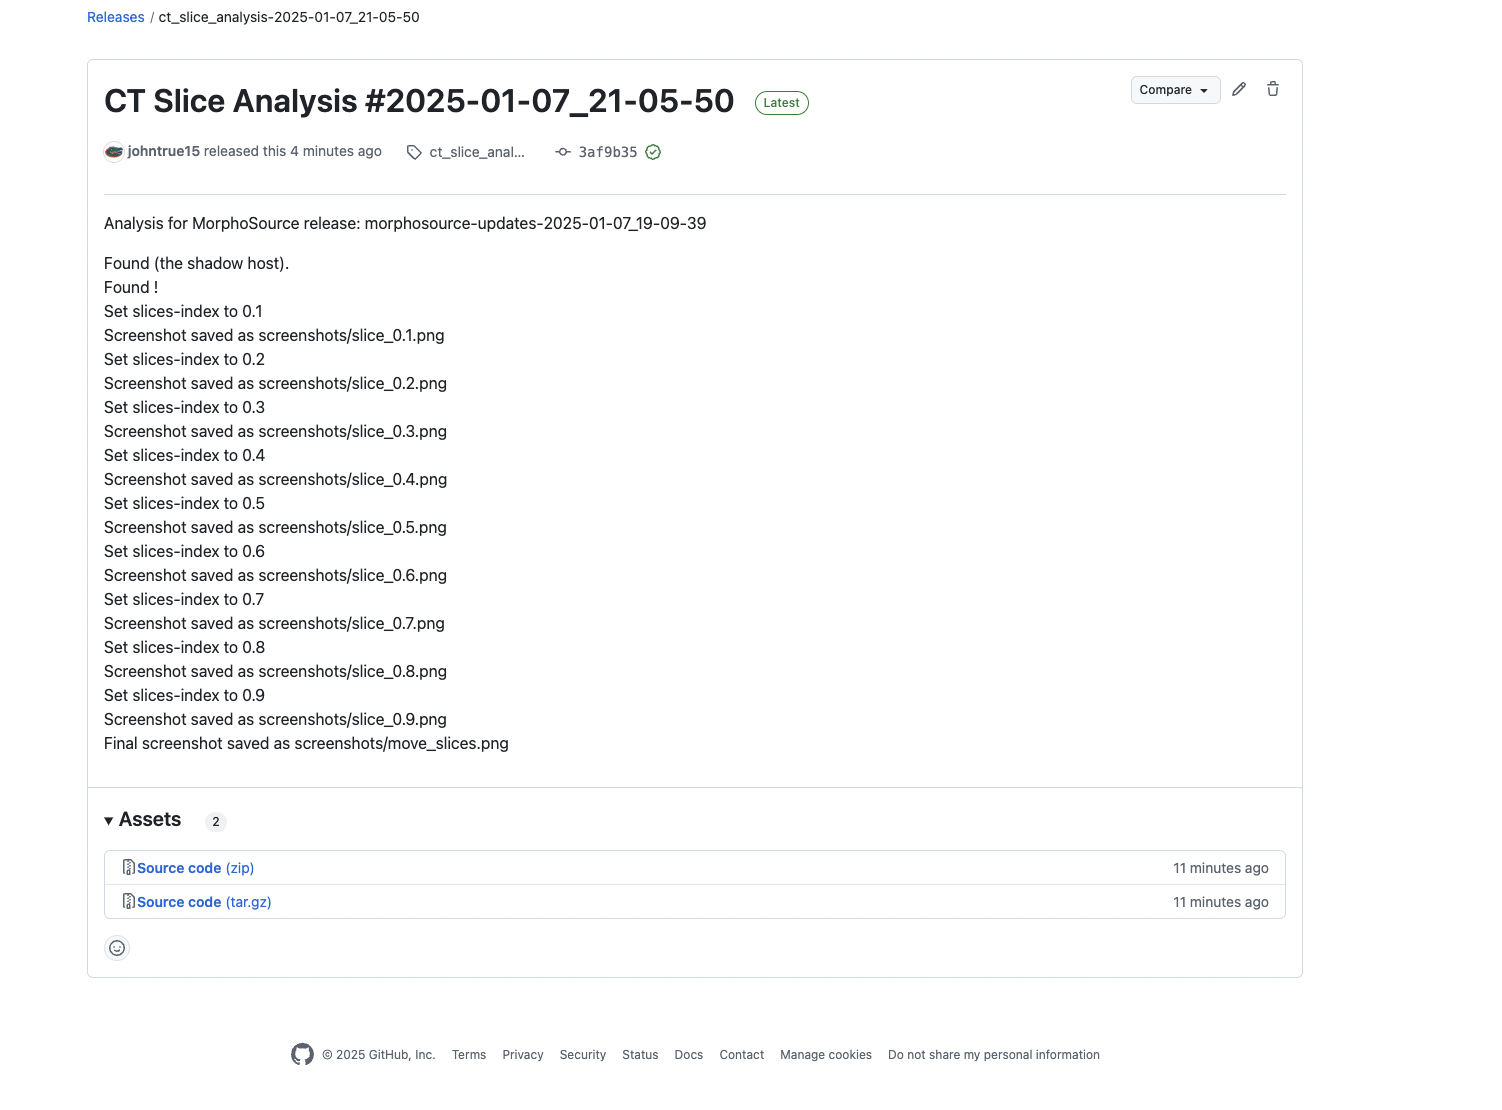 Releases / ct_slice_analysis-2025-01-07_21-05-50
CT Slice Analysis #2025-01-07_21-05-50 Latest
Compare
johntrue15 released this 4 minutes ago ct_slice_anal... 3af9b35
Analysis for MorphoSource release: morphosource-updates-2025-01-07_19-09-39
Found (the shadow host).
Found !
Set slices-index to 0.1
Screenshot saved as screenshots/slice_0.1.png
Set slices-index to 0.2
Screenshot saved as screenshots/slice_0.2.png
Set slices-index to 0.3
Screenshot saved as screenshots/slice_0.3.png
Set slices-index to 0.4
Screenshot saved as screenshots/slice_0.4.png
Set slices-index to 0.5
Screenshot saved as screenshots/slice_0.5.png
Set slices-index to 0.6
Screenshot saved as screenshots/slice_0.6.png
Set slices-index to 0.7
Screenshot saved as screenshots/slice_0.7.png
Set slices-index to 0.8
Screenshot saved as screenshots/slice_0.8.png
Set slices-index to 0.9
Screenshot saved as screenshots/slice_0.9.png
Final screenshot saved as screenshots/move_slices.png
Assets 2
Source code (zip) 11 minutes ago
Source code (tar.gz) 11 minutes ago
© 2025 GitHub, Inc. Terms Privacy Security Status Docs Contact Manage cookies Do not share my personal information